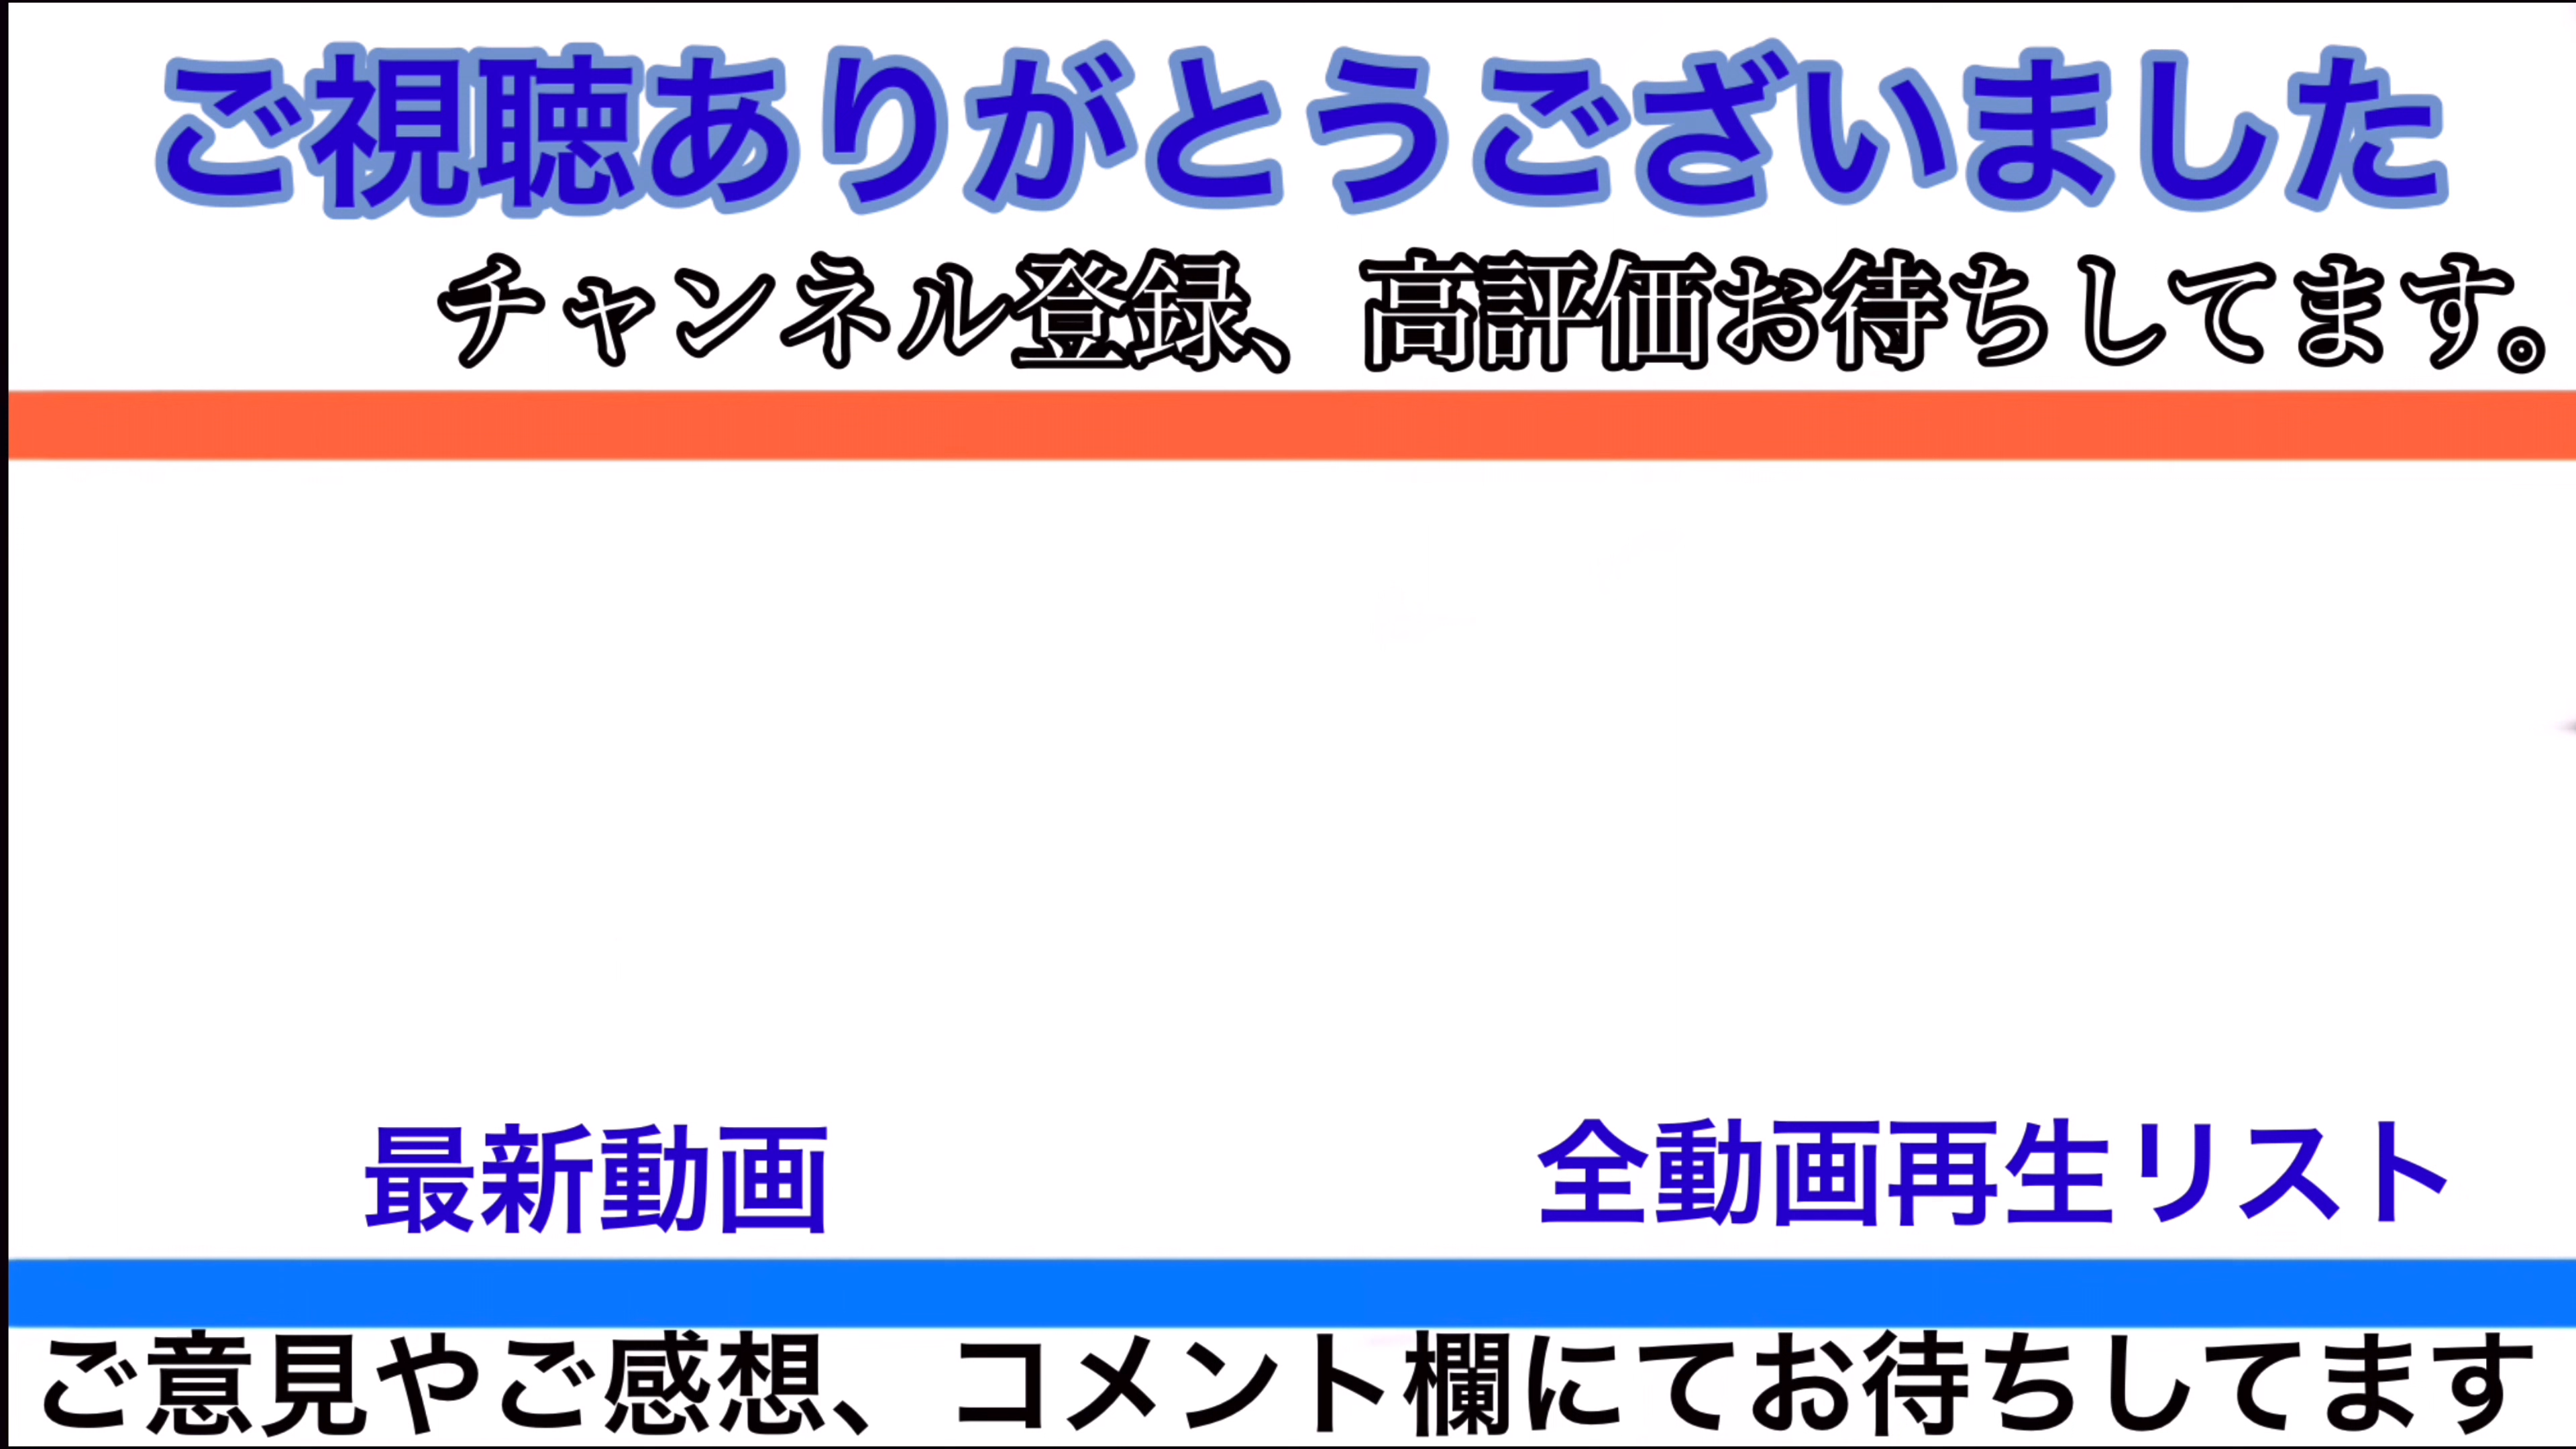 ご視聴ありがとうございました
チャンネル登録、高評価お待ちしてます。
最新動画
全動画再生リスト
ご意見やご感想、コメント欄にてお待ちしてます